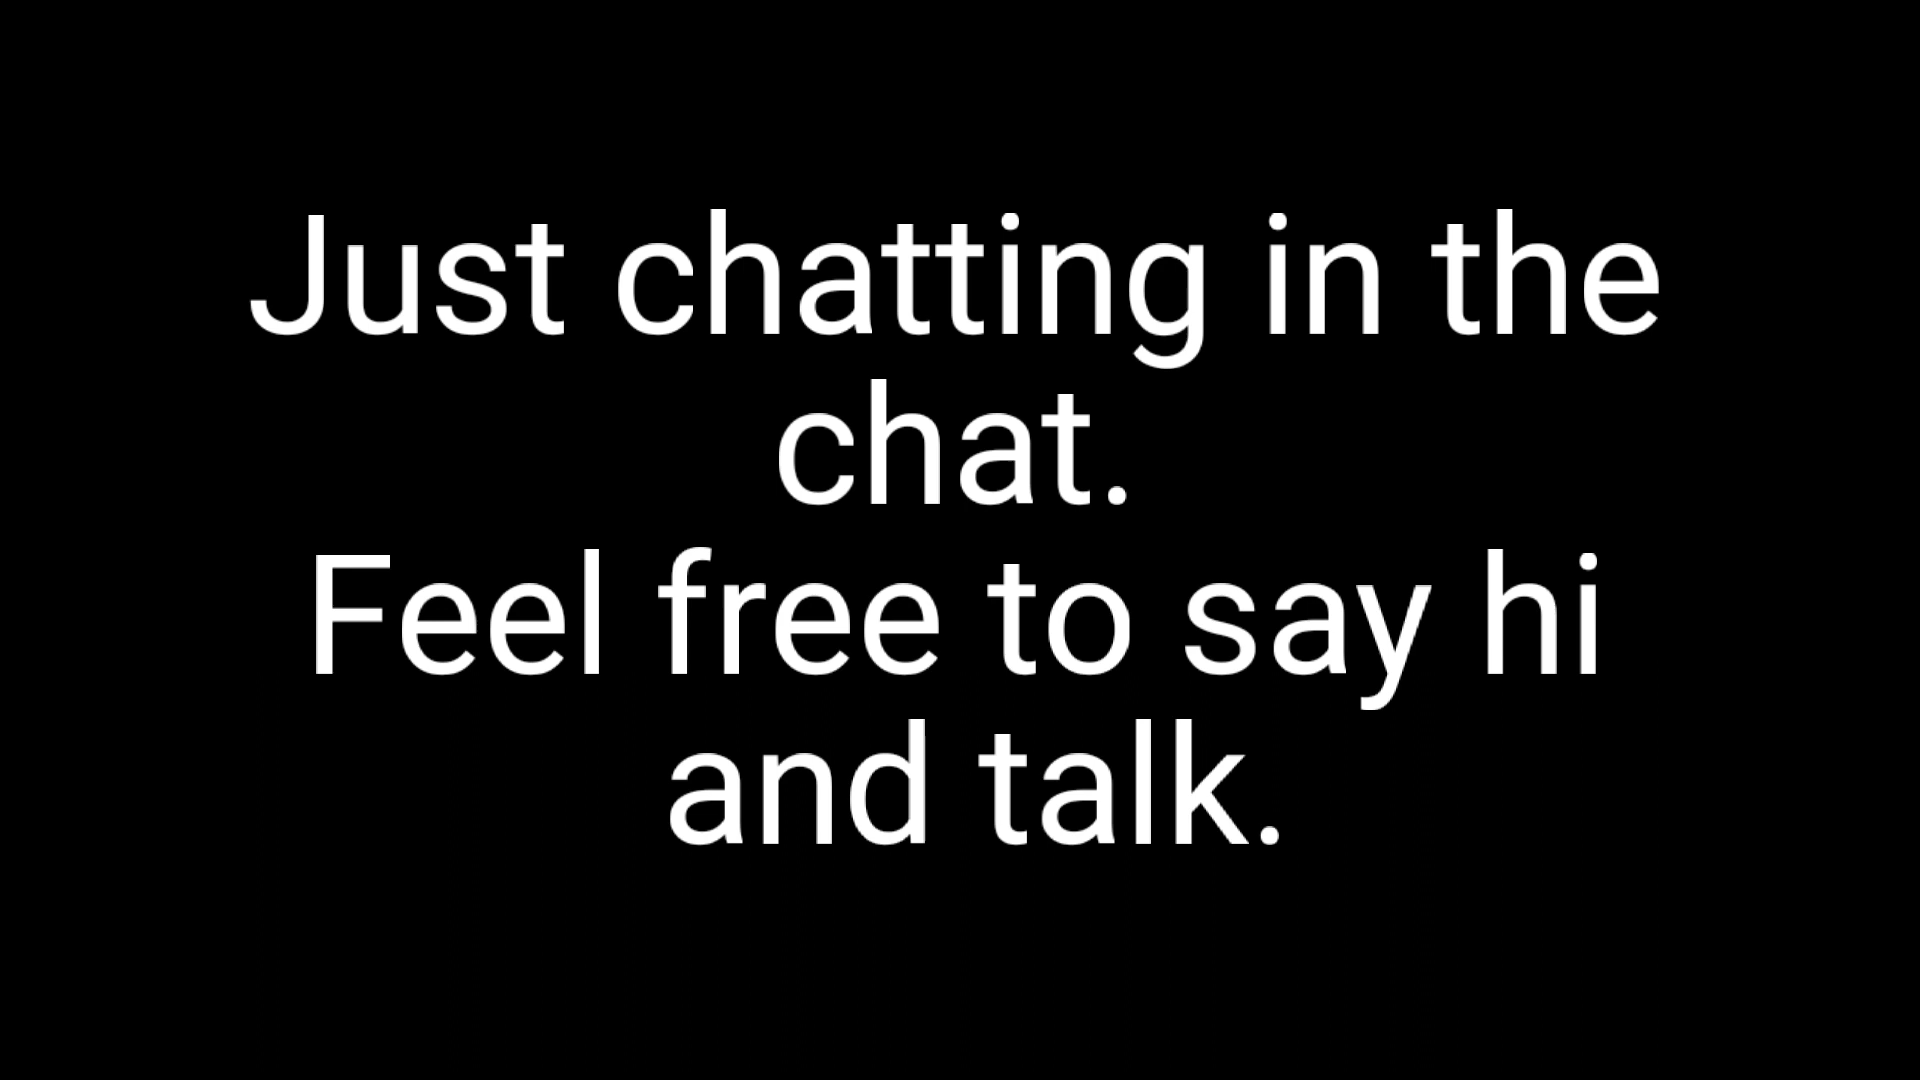 Just chatting in the
chat.
Feel free to say hi
and talk.